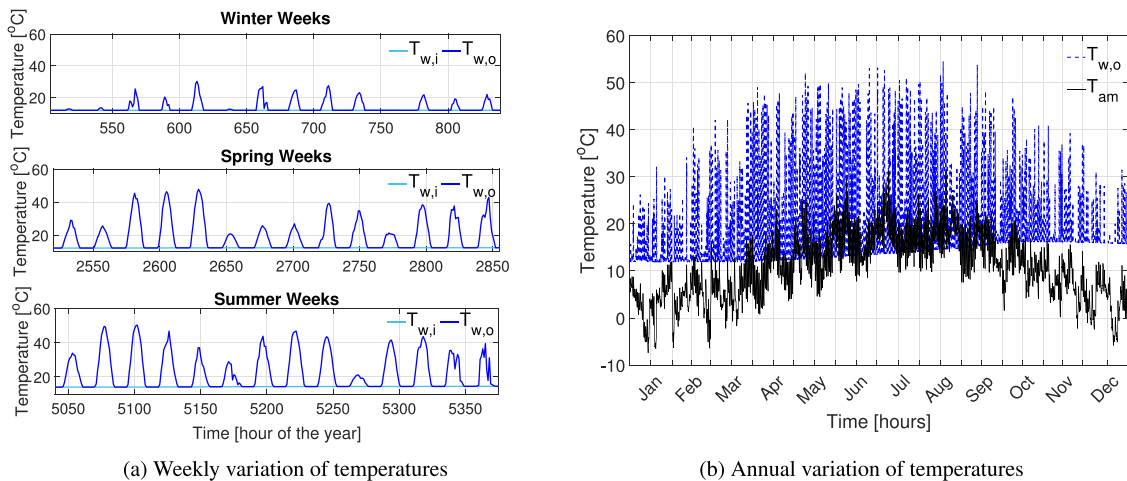 Winter Weeks
Temperature [°C]
60
40
20
T_w,i T_w,o
550 600 650 700 750 800
Spring Weeks
Temperature [°C]
60
40
20
T_w,i T_w,o
2550 2600 2650 2700 2750 2800 2850
Summer Weeks
Temperature [°C]
60
40
20
T_w,i T_w,o
5050 5100 5150 5200 5250 5300 5350
Time [hour of the year]
(a) Weekly variation of temperatures
Temperature [°C]
60
50
40
30
20
10
0
-10
T_w,o
T_am
Jan Feb Mar Apr May Jun Jul Aug Sep Oct Nov Dec
Time [hours]
(b) Annual variation of temperatures